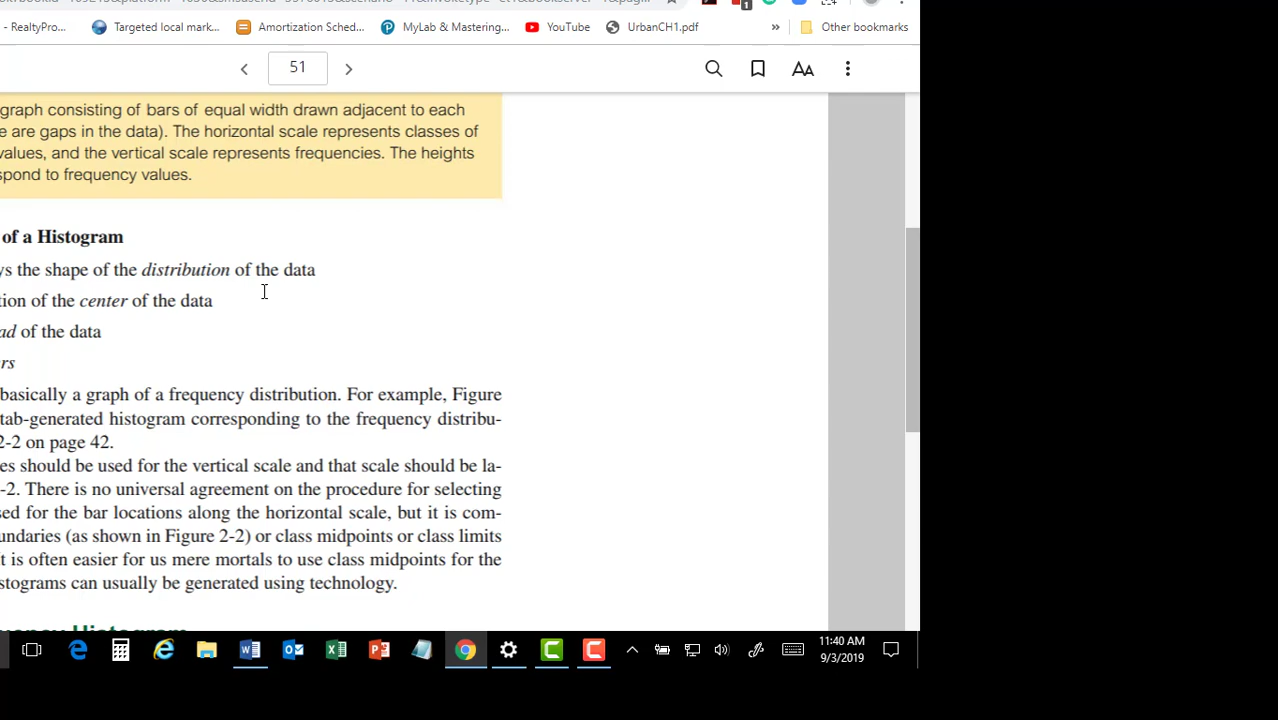 - RealtyPro...
Targeted local mark...
Amortization Sched...
MyLab & Mastering...
YouTube
UrbanCH1.pdf
»
Other bookmarks
51
graph consisting of bars of equal width drawn adjacent to each
e are gaps in the data). The horizontal scale represents classes of
values, and the vertical scale represents frequencies. The heights
spond to frequency values.
of a Histogram
ys the shape of the distribution of the data
tion of the center of the data
ad of the data
ers
basically a graph of a frequency distribution. For example, Figure
tab-generated histogram corresponding to the frequency distribu-
2-2 on page 42.
es should be used for the vertical scale and that scale should be la-
-2. There is no universal agreement on the procedure for selecting
sed for the bar locations along the horizontal scale, but it is com-
undaries (as shown in Figure 2-2) or class midpoints or class limits
t is often easier for us mere mortals to use class midpoints for the
stograms can usually be generated using technology.
11:40 AM
9/3/2019